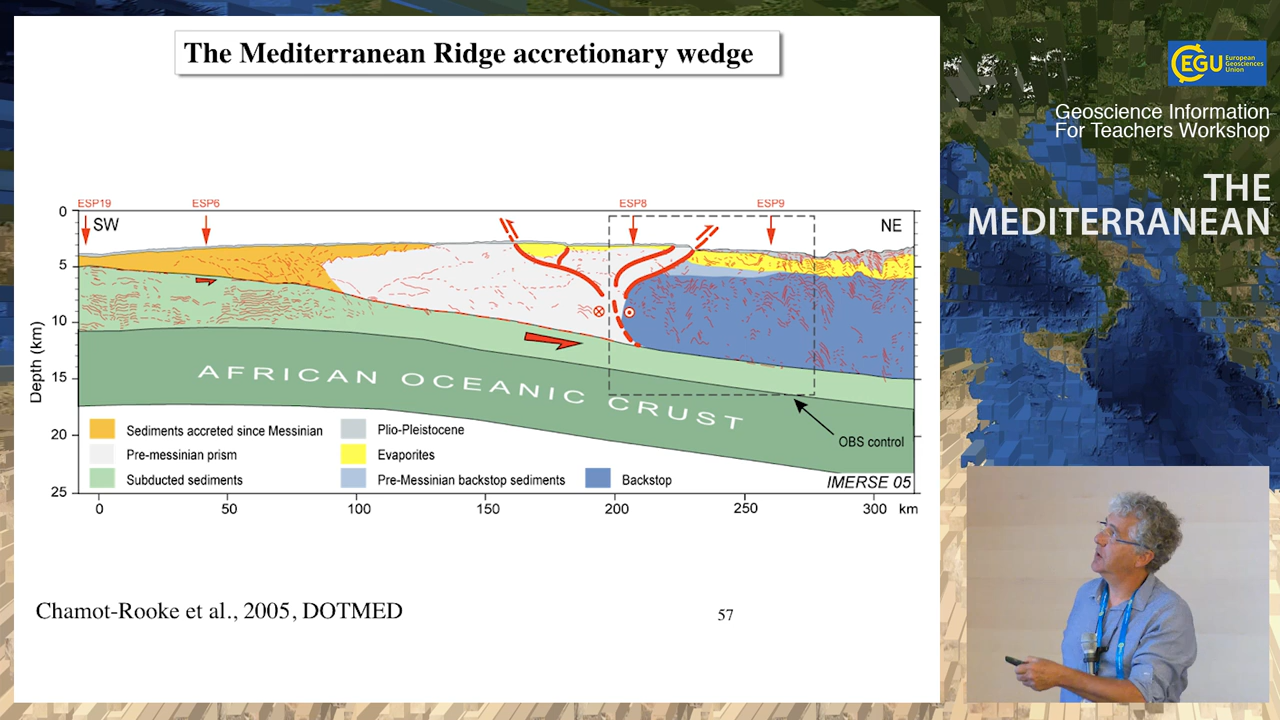 The Mediterranean Ridge accretionary wedge
ESP19
ESP6
ESP8
ESP9
SW
NE
0
5
10
15
20
25
Depth (km)
AFRICAN OCEANIC CRUST
OBS control
Sediments accreted since Messinian
Pre-messinian prism
Subducted sediments
Plio-Pleistocene
Evaporites
Pre-Messinian backstop sediments
Backstop
IMERSE 05
0 50 100 150 200 250 300 km
Chamot-Rooke et al., 2005, DOTMED
57
EGU
European
Geosciences
Union
Geoscience Information
For Teachers Workshop
THE
MEDITERRANEAN